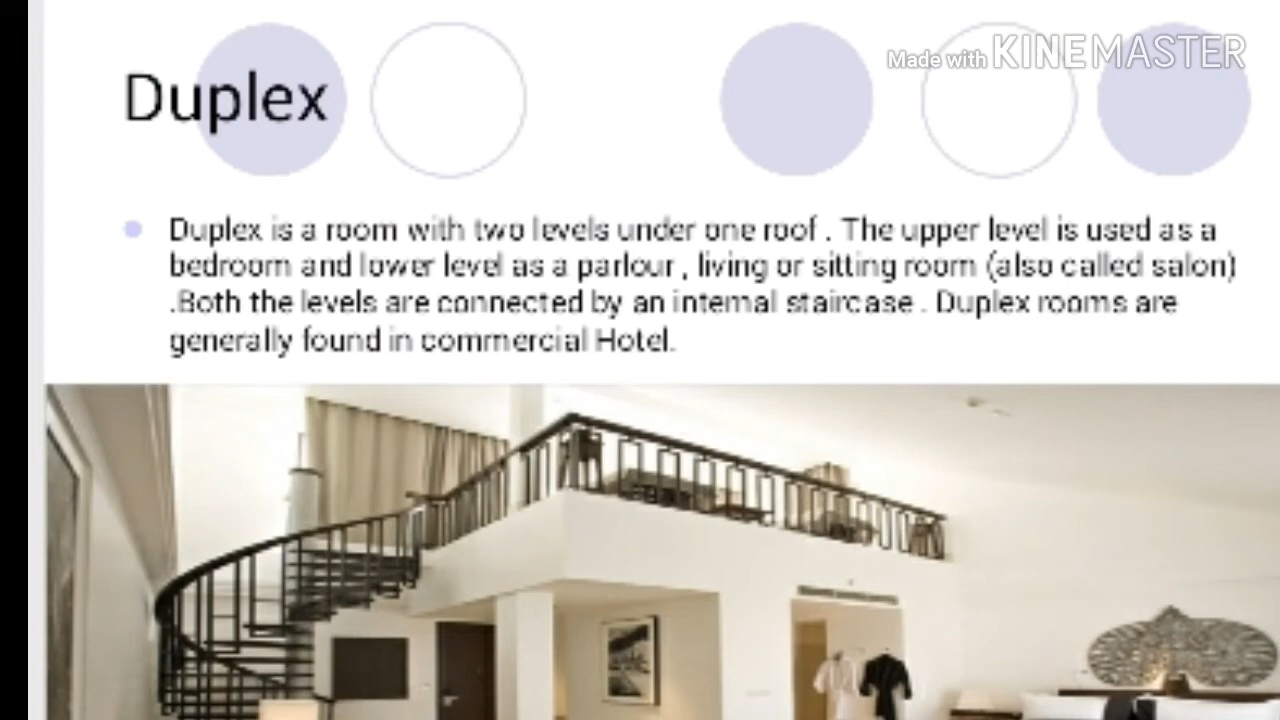 Made with KINEMASTER
Duplex
Duplex is a room with two levels under one roof . The upper level is used as a
bedroom and lower level as a parlour , living or sitting room (also called salon)
.Both the levels are connected by an internal staircase . Duplex rooms are
generally found in commercial Hotel.